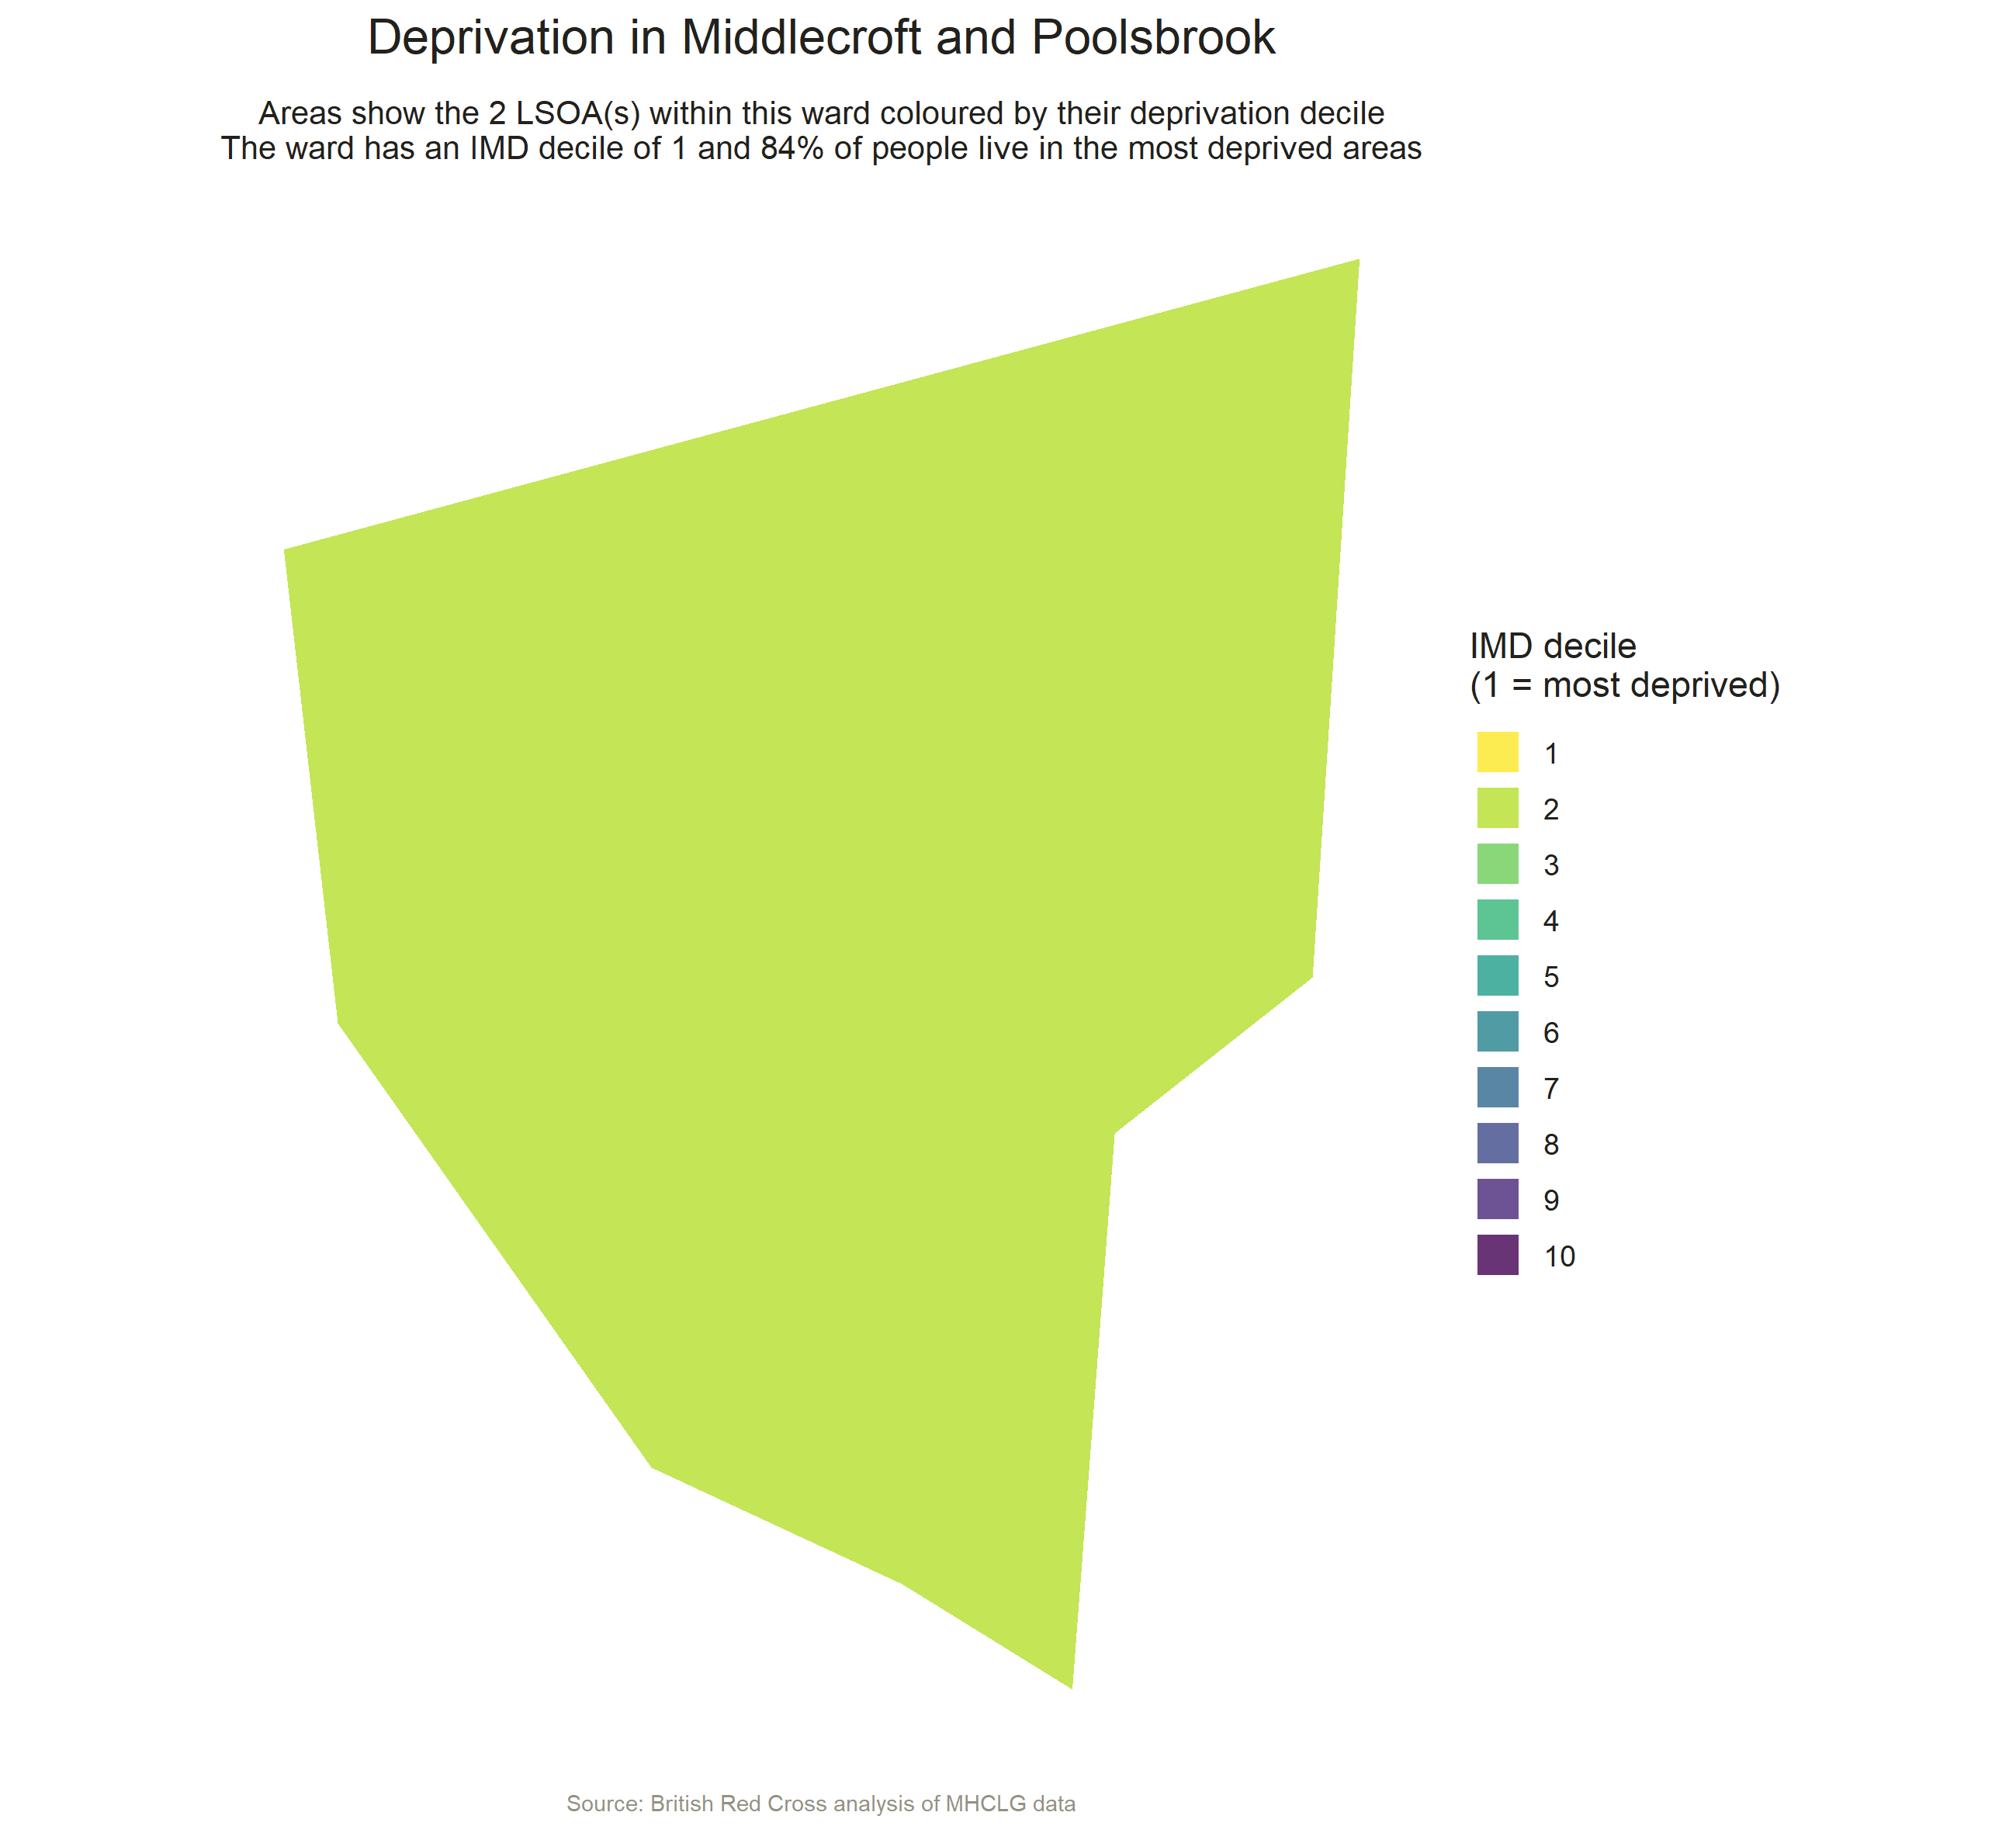 Deprivation in Middlecroft and Poolsbrook
Areas show the 2 LSOA(s) within this ward coloured by their deprivation decile
The ward has an IMD decile of 1 and 84% of people live in the most deprived areas
IMD decile
(1 = most deprived)
1
2
3
4
5
6
7
8
9
10
Source: British Red Cross analysis of MHCLG data